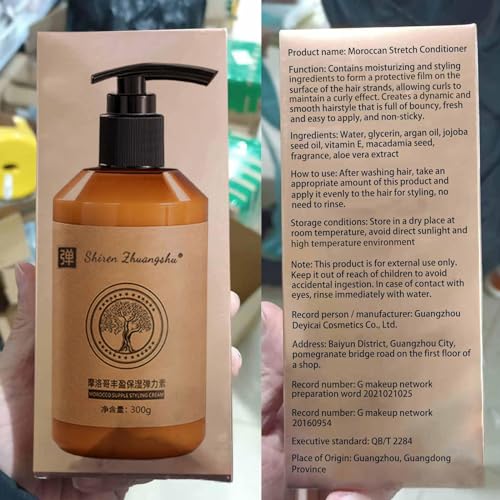 弹
Shiren Zhuangshu®
摩洛哥丰盈保湿弹力素
MOROCCO SUPPLE STYLING CREAM
净含量: 300g
Product name: Moroccan Stretch Conditioner
Function: Contains moisturizing and styling
ingredients to form a protective film on
the surface of the hair strands, allowing curls to
maintain a curly effect. Creates a dynamic and
smooth hairstyle that is full of bouncy, fresh
and easy to apply, and non-sticky.
Ingredients: Water, glycerin, argan oil, jojoba
seed oil, vitamin E, macadamia seed,
fragrance, aloe vera extract
How to use: After washing hair, take an
appropriate amount of this product and
apply it evenly to the hair for styling, no
need to rinse.
Storage conditions: Store in a dry place at
room temperature, avoid direct sunlight and
high temperature environment
Note: This product is for external use only.
Keep it out of reach of children to avoid
accidental ingestion. In case of contact with
eyes, rinse immediately with water.
Record person / manufacturer: Guangzhou
Deyicai Cosmetics Co., Ltd.
Address: Baiyun District, Guangzhou City,
pomegranate bridge road on the first floor of
a shop.
Record number: G makeup network
preparation word 2021021025
Record number: G makeup network
20160954
Executive standard: QB/T 2284
Place of Origin: Guangzhou, Guangdong
Province